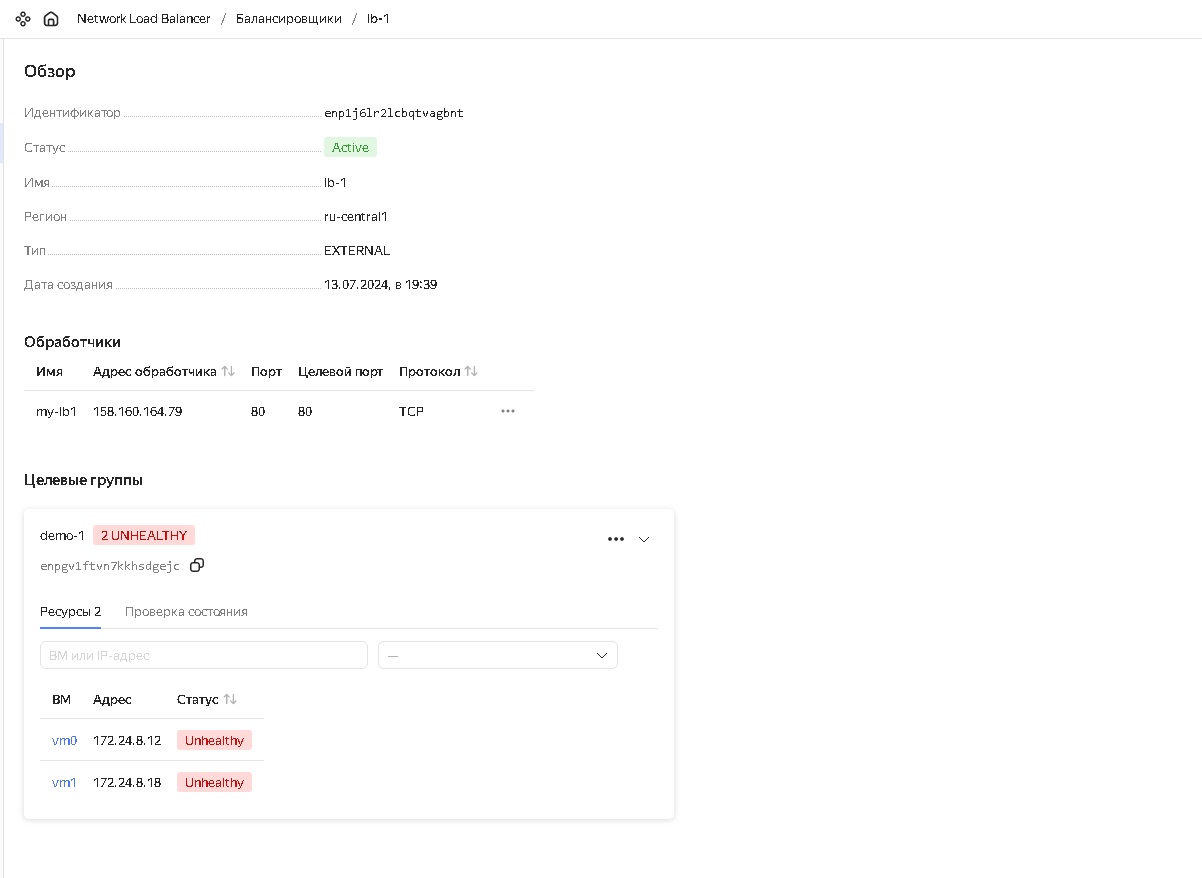 Network Load Balancer / Балансировщики / lb-1
Обзор
Идентификатор enp1j6lr2lcbqtvagbnt
Статус Active
Имя lb-1
Регион ru-central1
Тип EXTERNAL
Дата создания 13.07.2024, в 19:39
Обработчики
Имя Адрес обработчика Порт Целевой порт Протокол
my-lb1 158.160.164.79 80 80 TCP
Целевые группы
demo-1 2 UNHEALTHY
enpgv1ftvn7kkhsdgejc
Ресурсы 2 Проверка состояния
ВМ или IP-адрес —
ВМ Адрес Статус
vm0 172.24.8.12 Unhealthy
vm1 172.24.8.18 Unhealthy